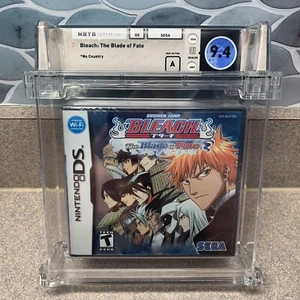 WATA CERTIFIED
DS
SEGA
Bleach: The Blade of Fate
*No Country
A
9.4
Wi-Fi
NINTENDO DS
SHONEN JUMP
BLEACH
The Blade of Fate
T
SEGA